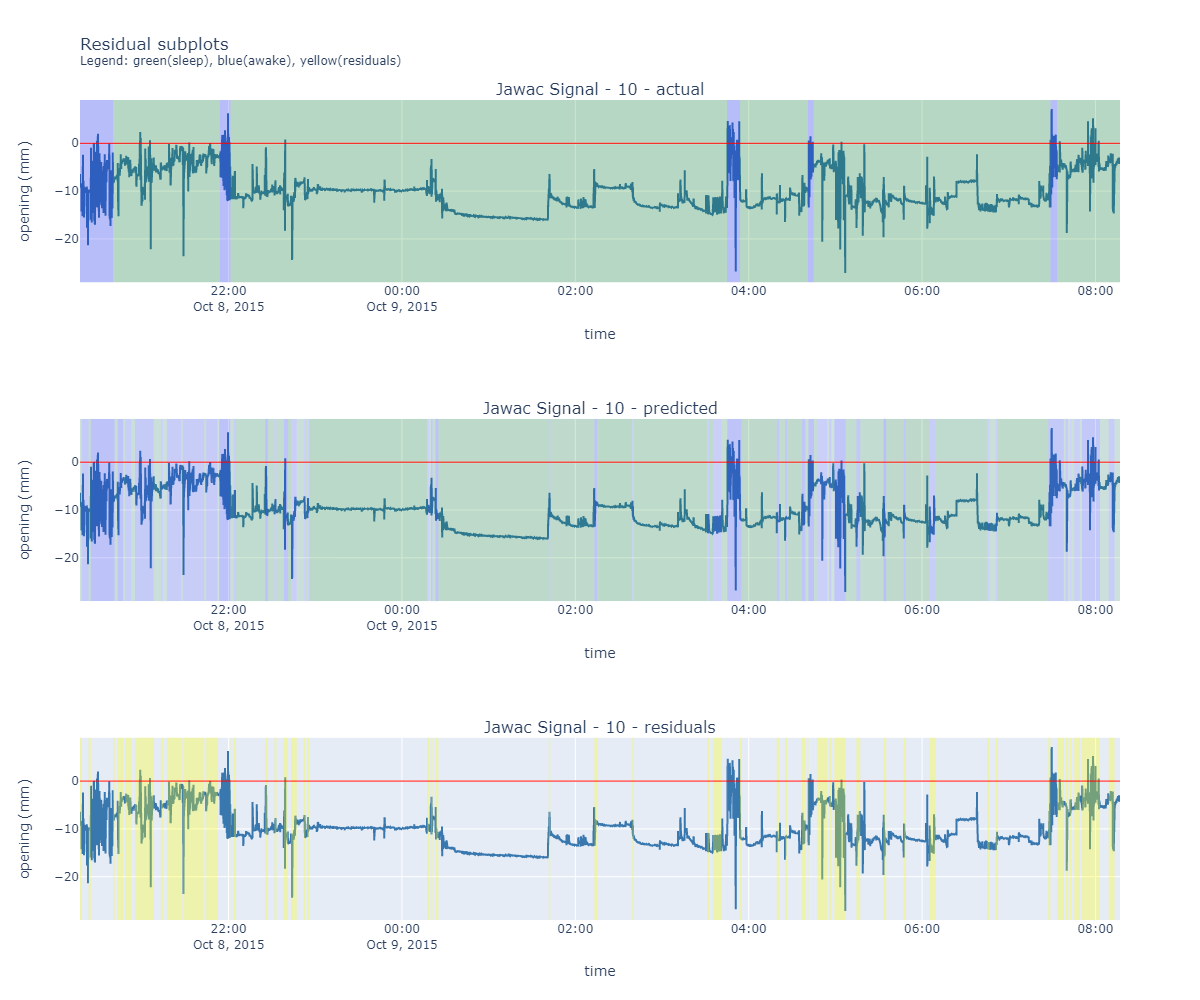 Residual subplots
Legend: green(sleep), blue(awake), yellow(residuals)
Jawac Signal - 10 - actual
opening (mm)
0
−10
−20
22:00
Oct 8, 2015
00:00
Oct 9, 2015
02:00
04:00
06:00
08:00
time
Jawac Signal - 10 - predicted
opening (mm)
0
−10
−20
22:00
Oct 8, 2015
00:00
Oct 9, 2015
02:00
04:00
06:00
08:00
time
Jawac Signal - 10 - residuals
opening (mm)
0
−10
−20
22:00
Oct 8, 2015
00:00
Oct 9, 2015
02:00
04:00
06:00
08:00
time